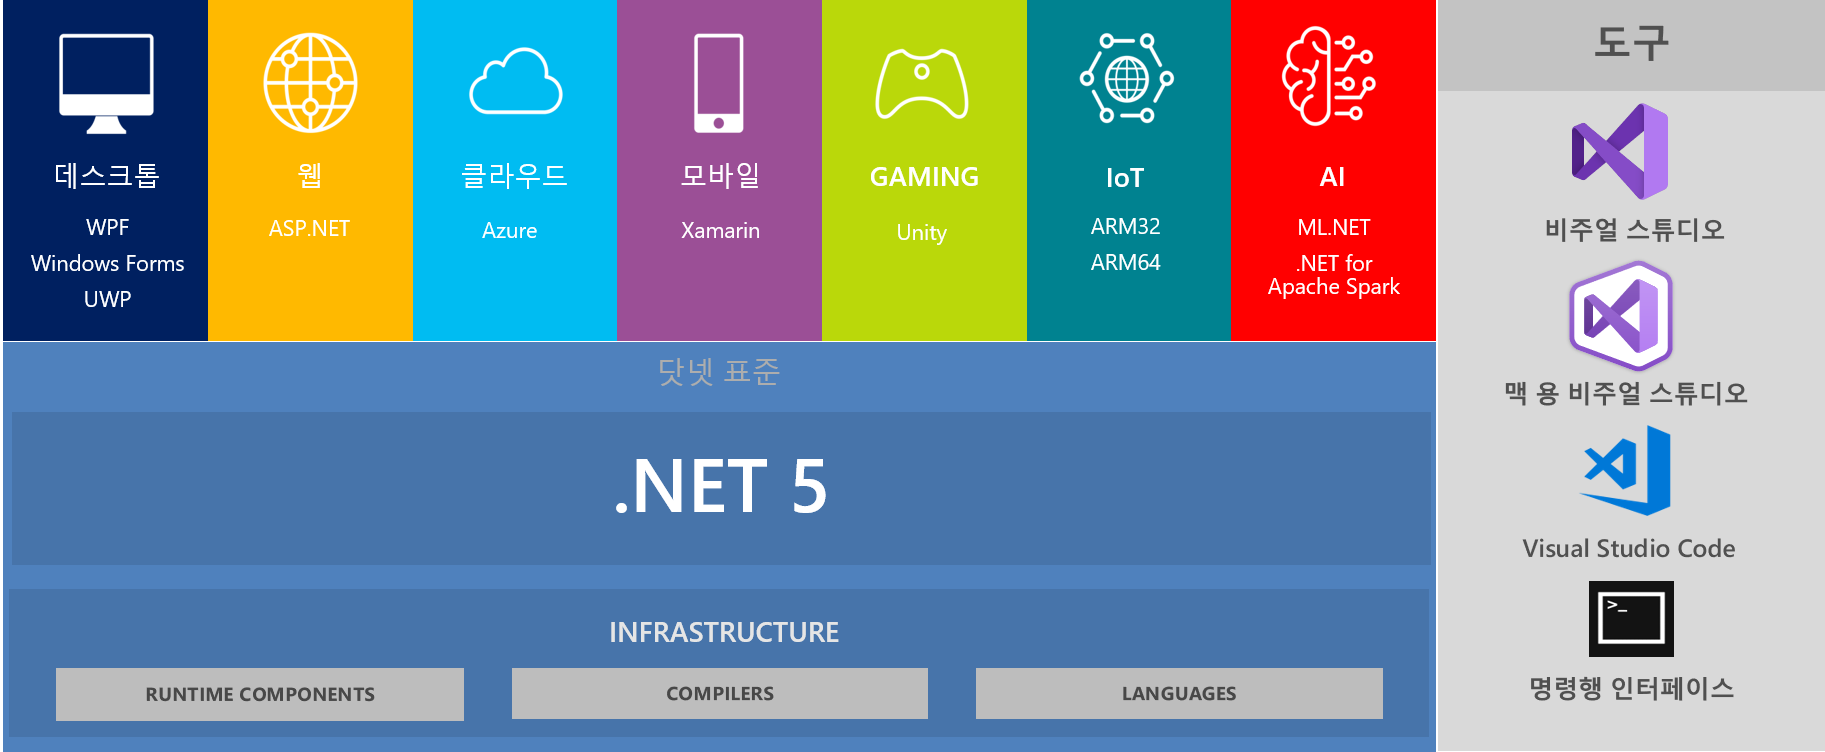 데스크톱
WPF
Windows Forms
UWP
웹
ASP.NET
클라우드
Azure
모바일
Xamarin
GAMING
Unity
IoT
ARM32
ARM64
AI
ML.NET
.NET for
Apache Spark
닷넷 표준
.NET 5
INFRASTRUCTURE
RUNTIME COMPONENTS
COMPILERS
LANGUAGES
도구
비주얼 스튜디오
맥 용 비주얼 스튜디오
Visual Studio Code
>_
명령행 인터페이스